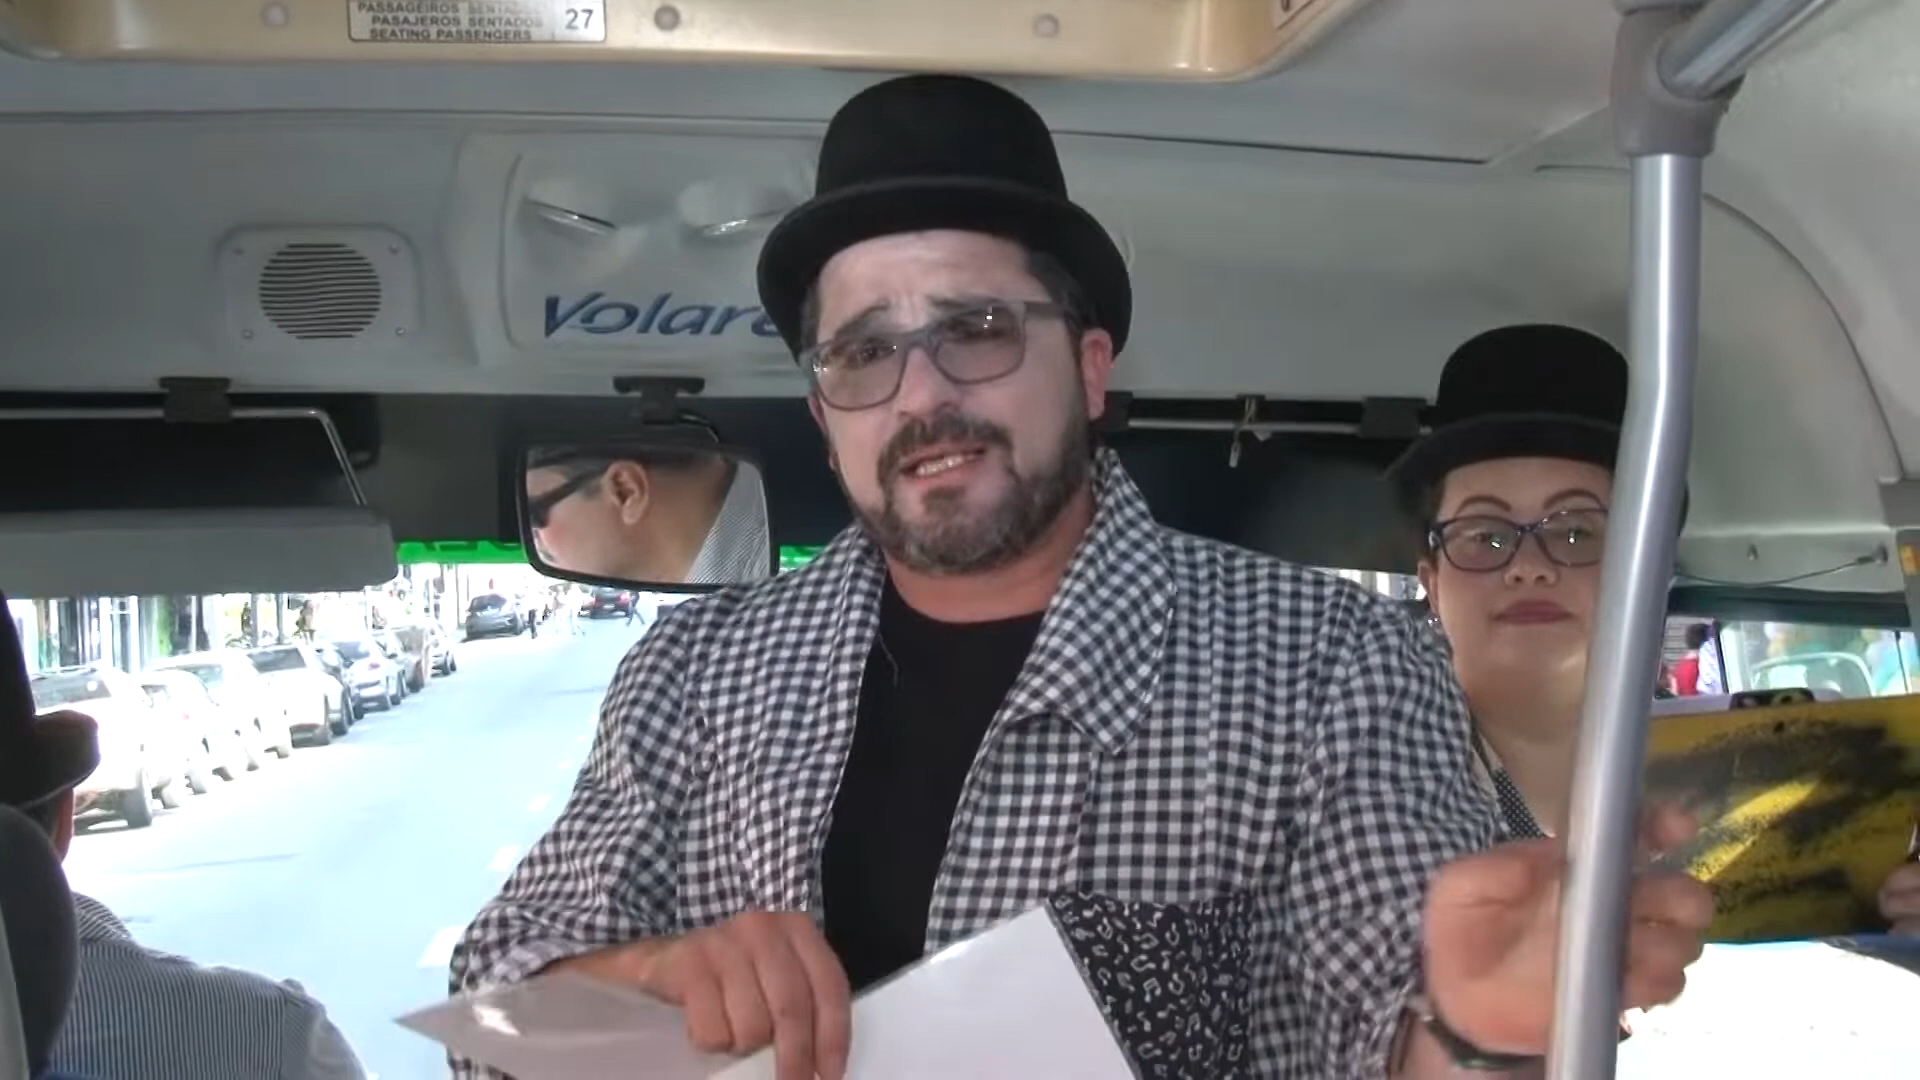 PASSAGEIROS SENTADOS
PASAJEROS SENTADOS 27
SEATING PASSENGERS
Volare